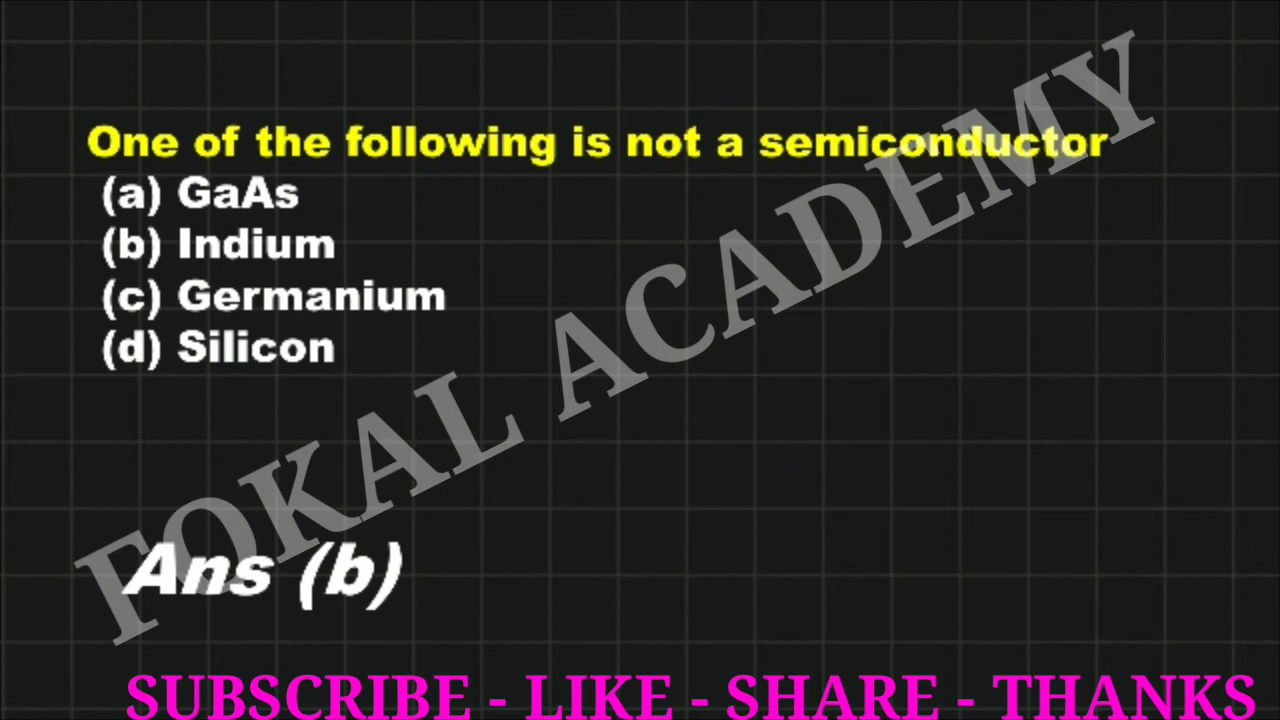 One of the following is not a semiconductor
(a) GaAs
(b) Indium
(c) Germanium
(d) Silicon
FOKAL ACADEMY
Ans (b)
SUBSCRIBE - LIKE - SHARE - THANKS